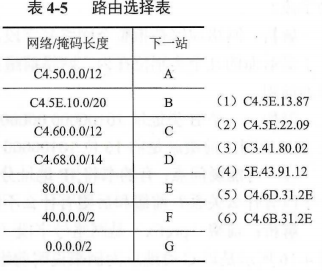 表 4-5 路由选择表
网络/掩码长度 下一站
C4.50.0.0/12 A
C4.5E.10.0/20 B
C4.60.0.0/12 C
C4.68.0.0/14 D
80.0.0.0/1 E
40.0.0.0/2 F
0.0.0.0/2 G
(1) C4.5E.13.87
(2) C4.5E.22.09
(3) C3.41.80.02
(4) 5E.43.91.12
(5) C4.6D.31.2E
(6) C4.6B.31.2E